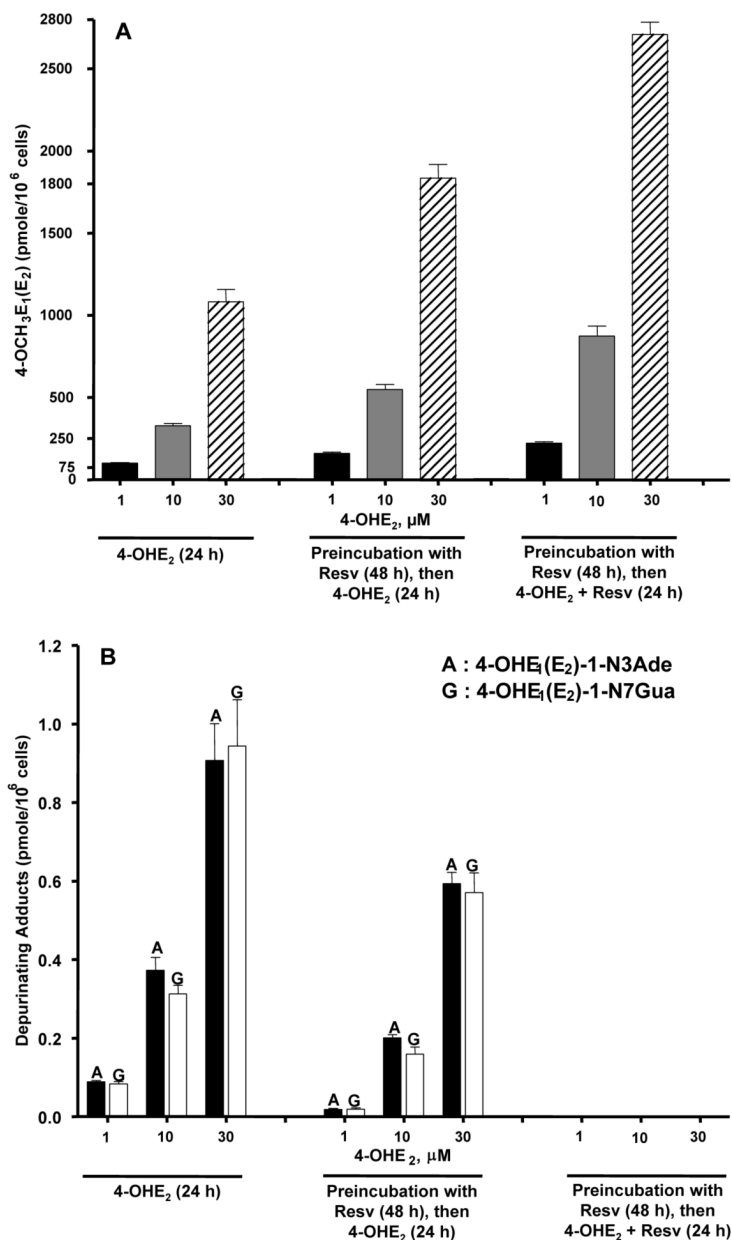 A
4-OCH₃E₁(E₂) (pmole/10⁶ cells)
2800
2500
2000
1800
1500
1000
500
250
75
0
1 10 30 1 10 30 1 10 30
4-OHE₂, µM
4-OHE₂ (24 h)
Preincubation with
Resv (48 h), then
4-OHE₂ (24 h)
Preincubation with
Resv (48 h), then
4-OHE₂ + Resv (24 h)
B
A : 4-OHE₁(E₂)-1-N3Ade
G : 4-OHE₁(E₂)-1-N7Gua
Depurinating Adducts (pmole/10⁶ cells)
1.2
1.0
0.8
0.6
0.4
0.2
0.0
A G A G A G
A G A G A G
1 10 30 1 10 30 1 10 30
4-OHE₂, µM
4-OHE₂ (24 h)
Preincubation with
Resv (48 h), then
4-OHE₂ (24 h)
Preincubation with
Resv (48 h), then
4-OHE₂ + Resv (24 h)